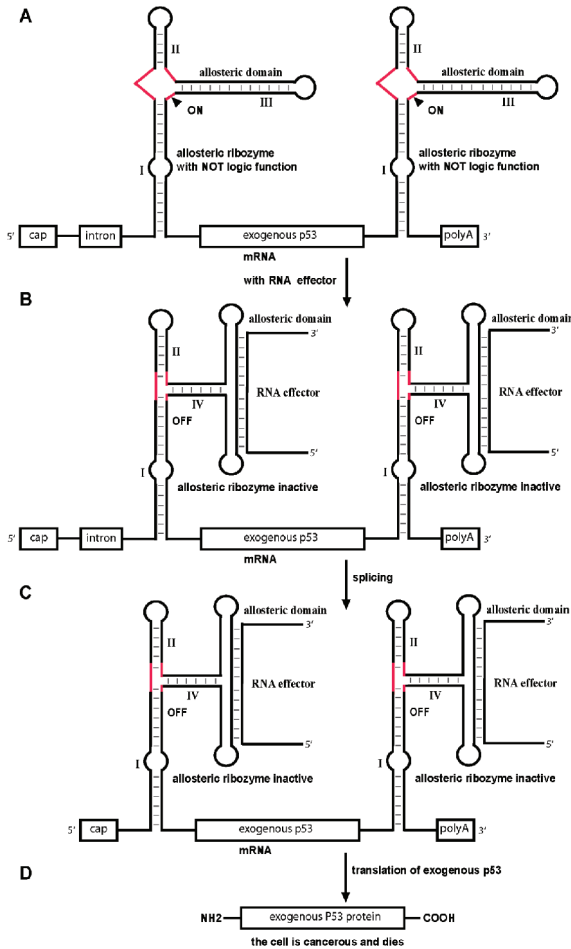 A
II
II
allosteric domain
allosteric domain
III
III
ON
ON
allosteric ribozyme
with NOT logic function
allosteric ribozyme
with NOT logic function
I
I
5' cap intron exogenous p53 polyA 3'
mRNA
with RNA effector
B
allosteric domain
allosteric domain
3'
3'
II
II
RNA effector
RNA effector
IV
IV
OFF
OFF
5'
5'
I
I
allosteric ribozyme inactive
allosteric ribozyme inactive
5' cap intron exogenous p53 polyA 3'
mRNA
splicing
C
allosteric domain
allosteric domain
3'
3'
II
II
RNA effector
RNA effector
IV
IV
OFF
OFF
5'
5'
I
I
allosteric ribozyme inactive
allosteric ribozyme inactive
5' cap exogenous p53 polyA 3'
mRNA
translation of exogenous p53
D
NH2 exogenous P53 protein COOH
the cell is cancerous and dies